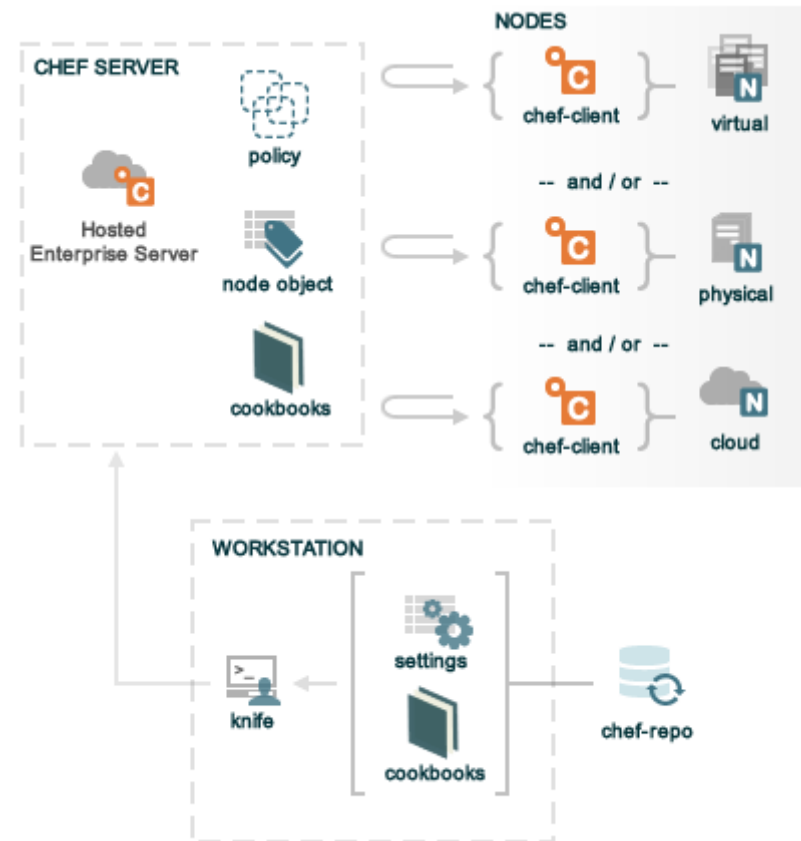 CHEF SERVER
policy
Hosted
Enterprise Server
node object
cookbooks
NODES
C
chef-client
N
virtual
-- and / or --
C
chef-client
N
physical
-- and / or --
C
chef-client
N
cloud
C
WORKSTATION
>_
knife
settings
cookbooks
chef-repo